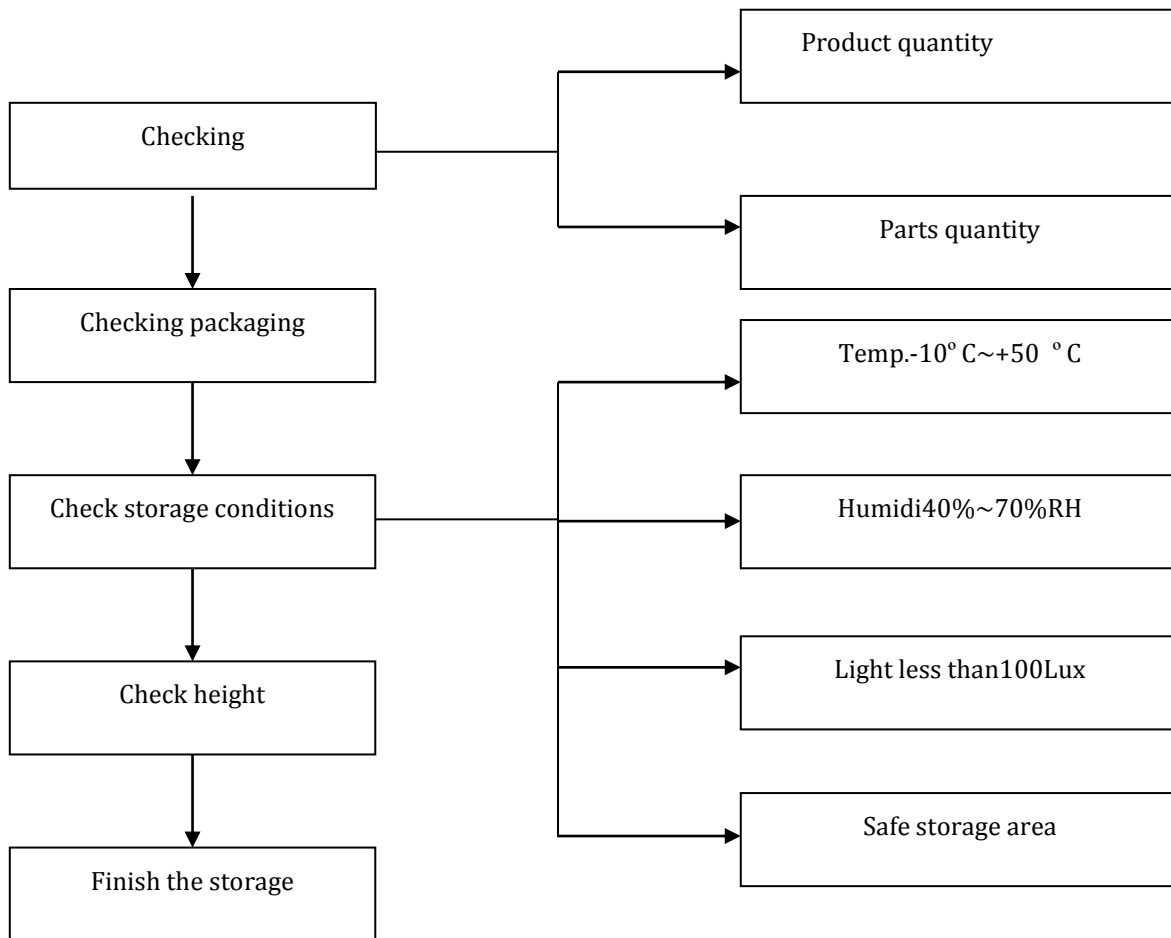 Product quantity
Checking
Parts quantity
Checking packaging
Temp.-10° C~+50 ° C
Check storage conditions
Humidi40%~70%RH
Check height
Light less than100Lux
Safe storage area
Finish the storage